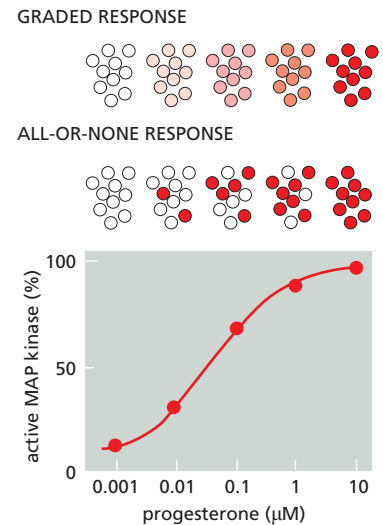 GRADED RESPONSE
ALL-OR-NONE RESPONSE
100
50
0
active MAP kinase (%)
0.001 0.01 0.1 1 10
progesterone (μM)